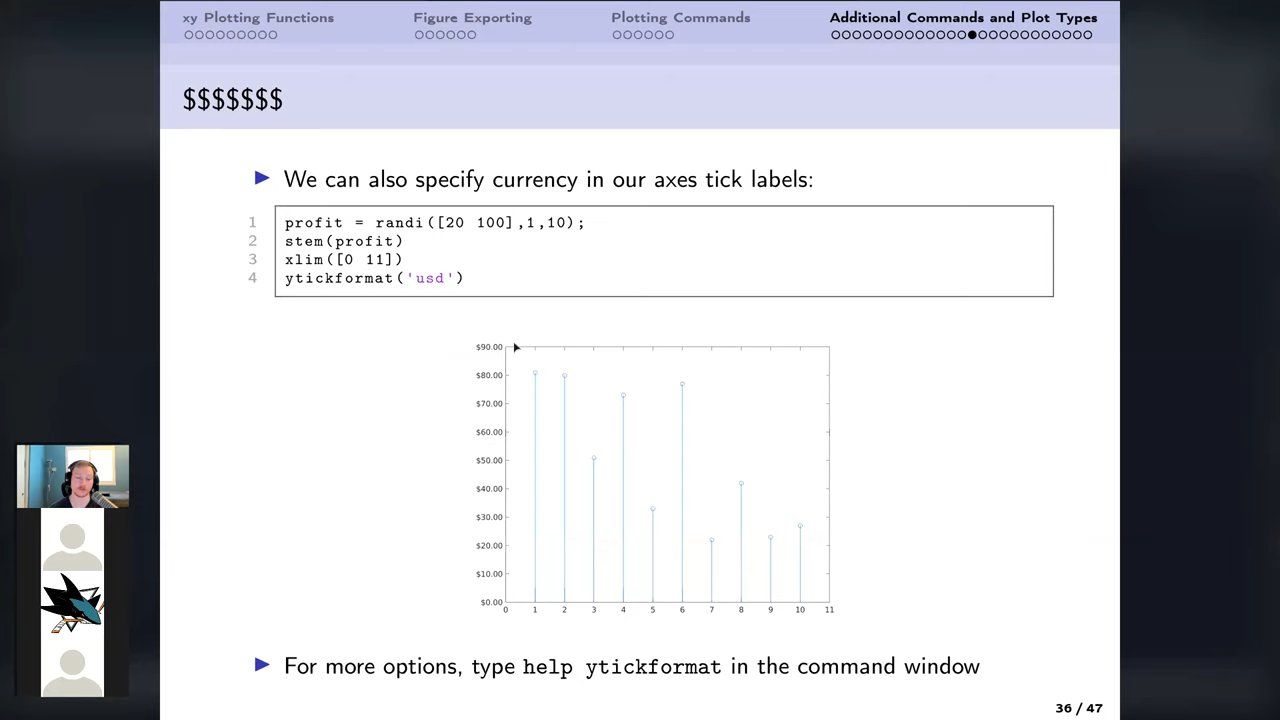 xy Plotting Functions Figure Exporting Plotting Commands Additional Commands and Plot Types
$$$$$$$
We can also specify currency in our axes tick labels:
1 profit = randi([20 100],1,10);
2 stem(profit)
3 xlim([0 11])
4 ytickformat('usd')
$90.00
$80.00
$70.00
$60.00
$50.00
$40.00
$30.00
$20.00
$10.00
$0.00
0 1 2 3 4 5 6 7 8 9 10 11
For more options, type help ytickformat in the command window
36 / 47